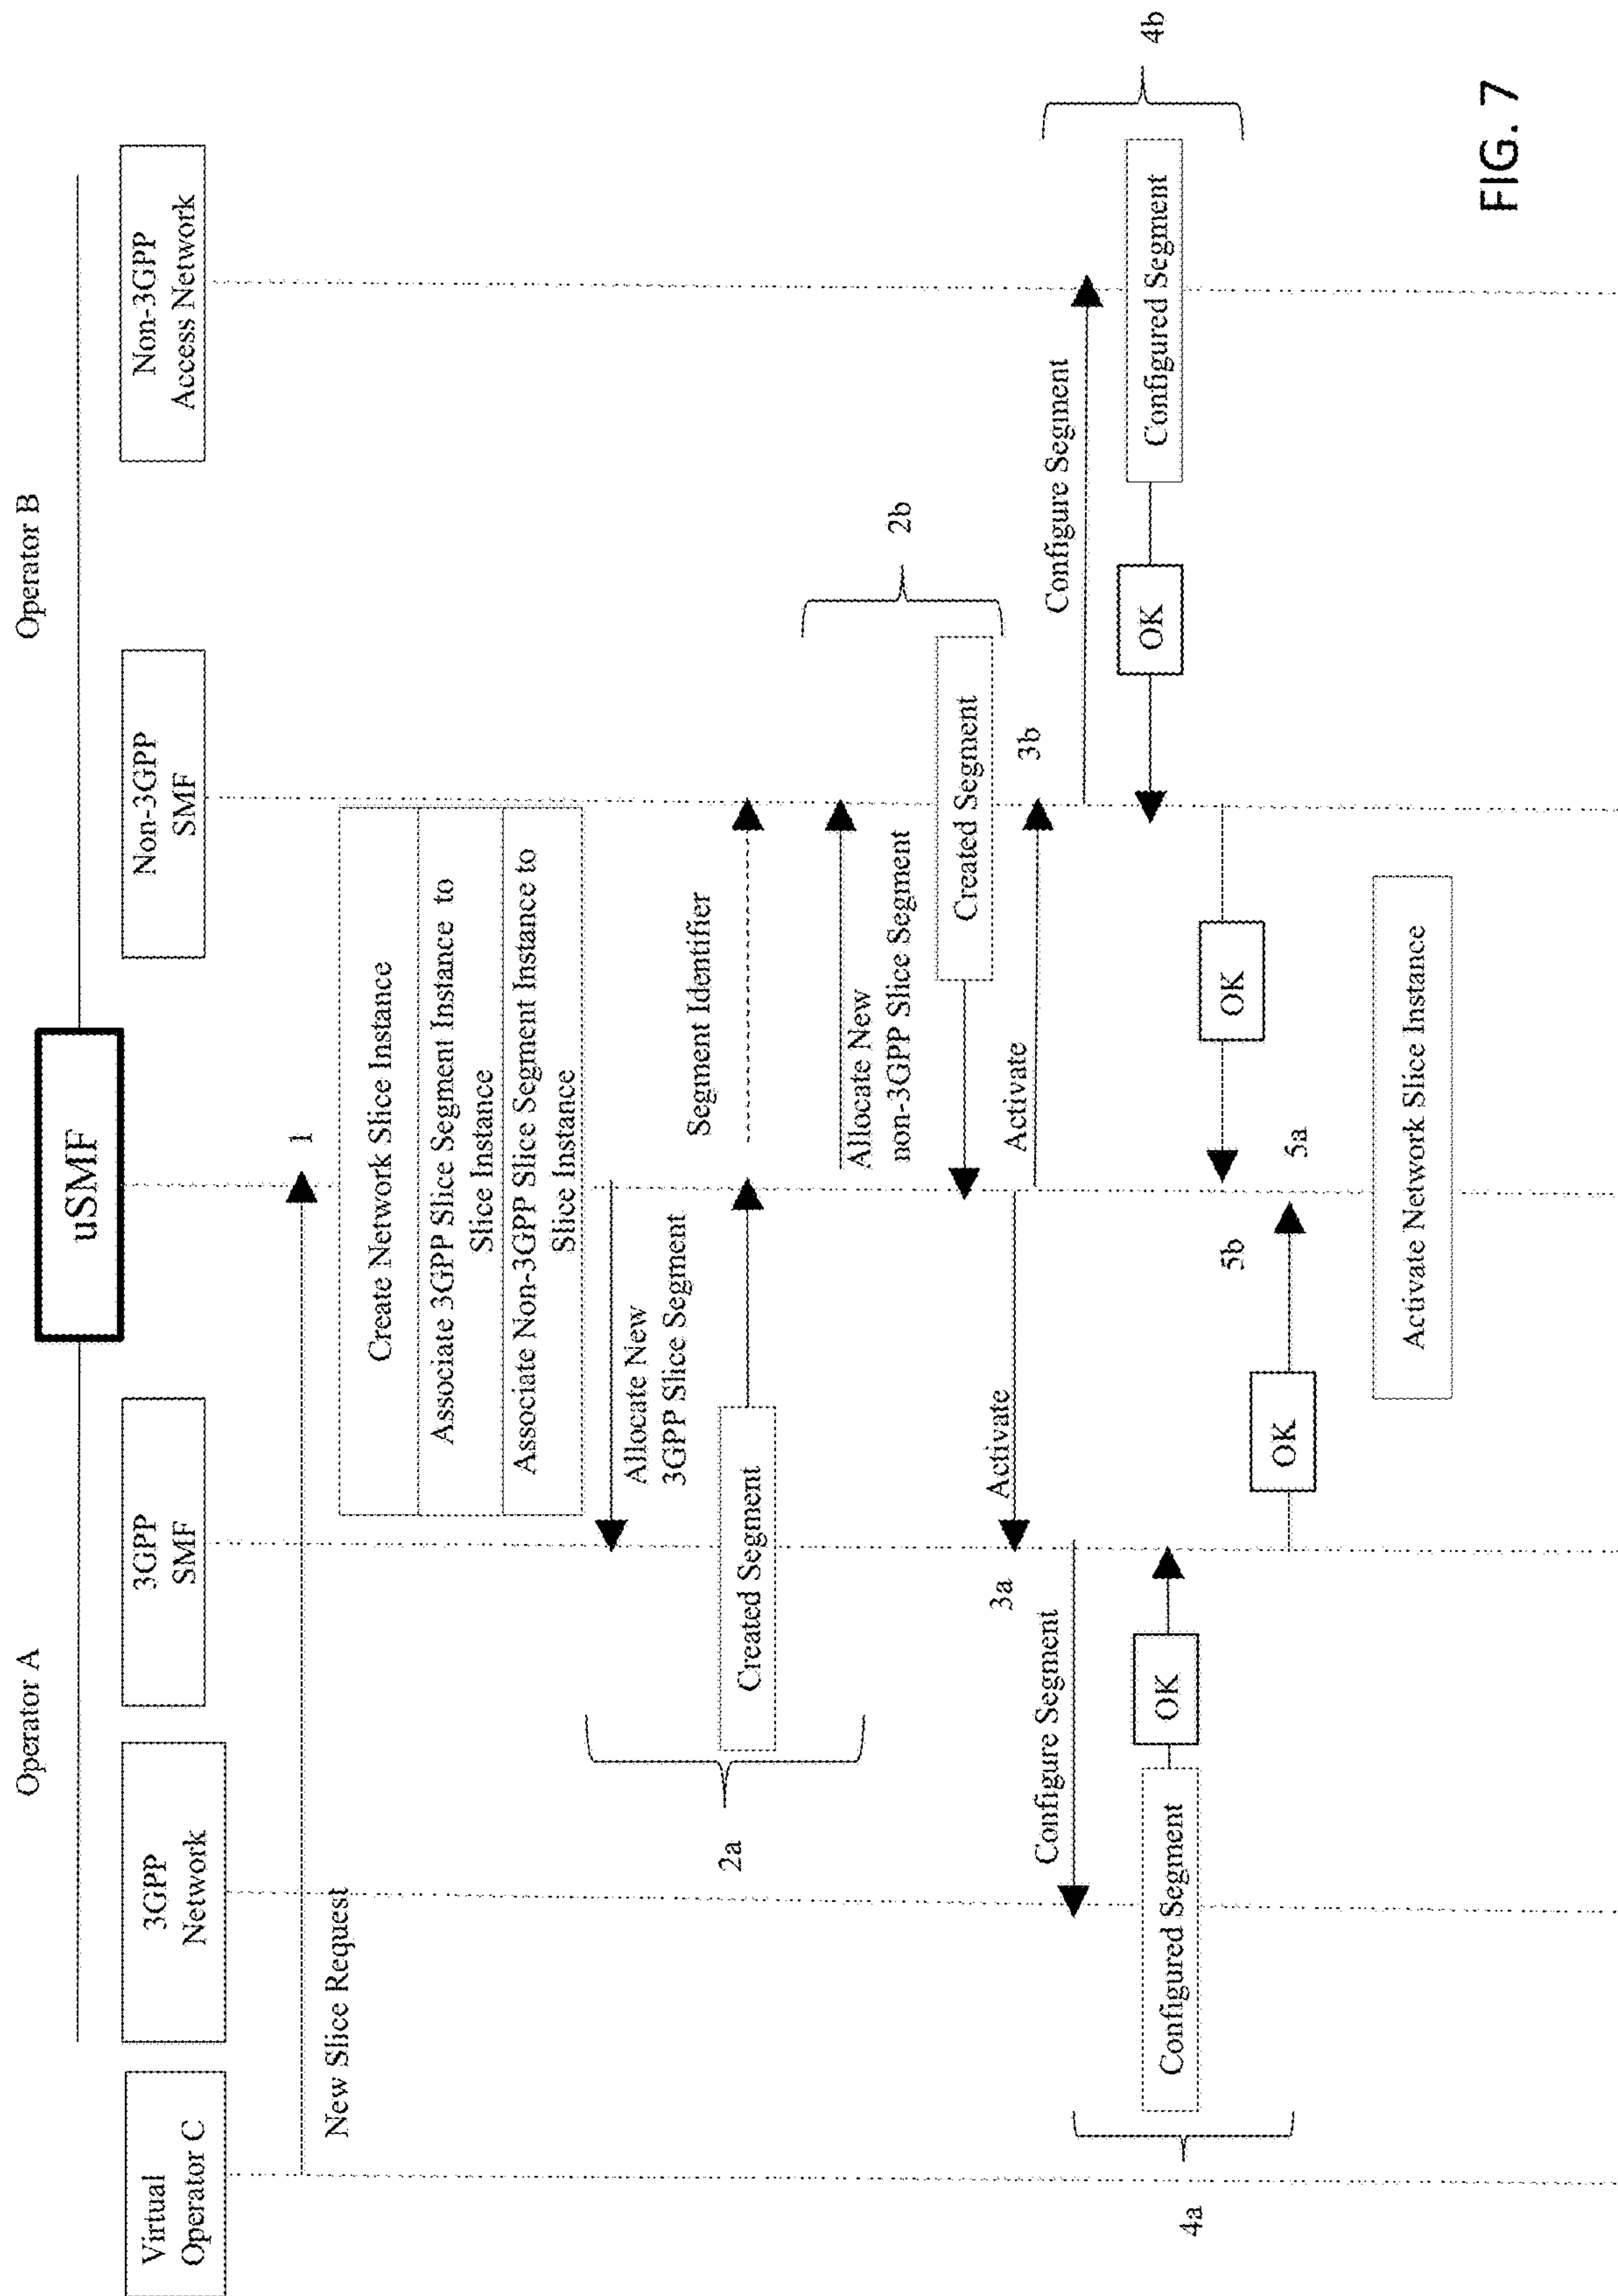 Operator A
Operator B
uSMF
Virtual
Operator C
3GPP
Network
3GPP
SMF
Non-3GPP
SMF
Non-3GPP
Access Network
1
New Slice Request
Create Network Slice Instance
Associate 3GPP Slice Segment Instance to
Slice Instance
Associate Non-3GPP Slice Segment Instance to
Slice Instance
Allocate New
3GPP Slice Segment
2a
Created Segment
Segment Identifier
Allocate New
non-3GPP Slice Segment
2b
Created Segment
3a
Activate
Activate
3b
Configure Segment
Configure Segment
4a
Configured Segment
OK
OK
Configured Segment
4b
OK
5a
OK
5b
Activate Network Slice Instance
FIG. 7